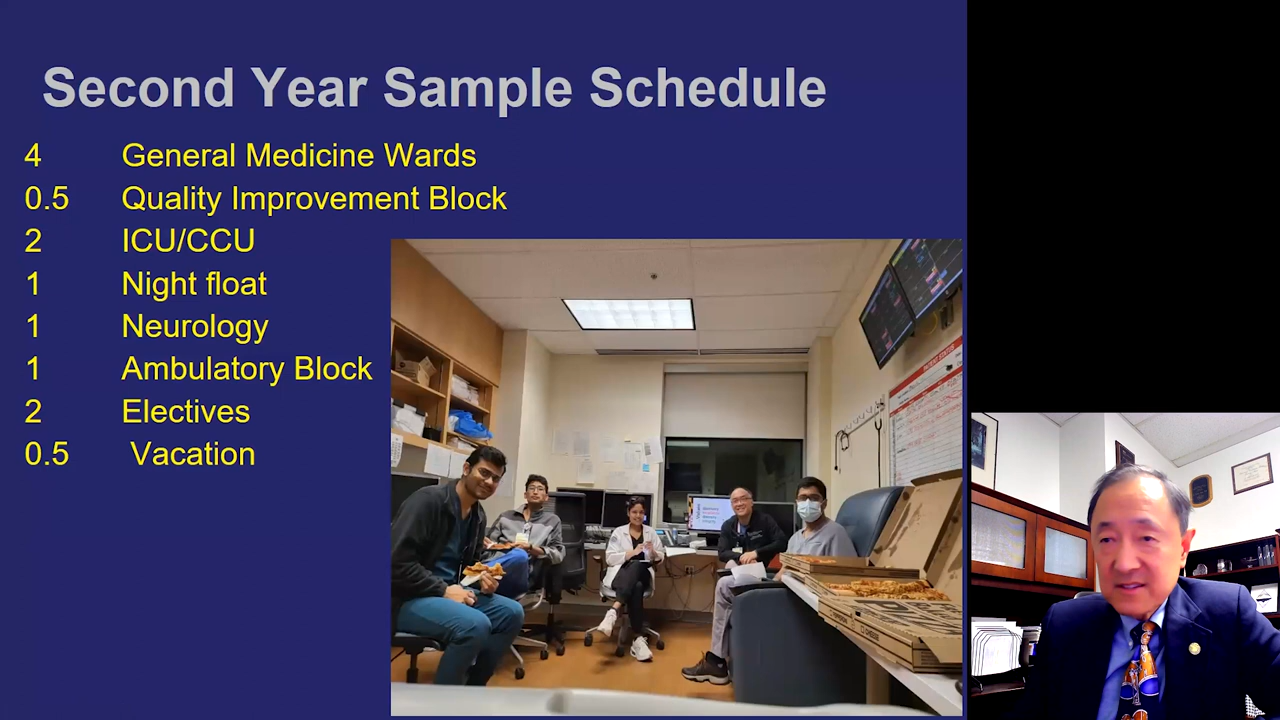 Second Year Sample Schedule
4 General Medicine Wards
0.5 Quality Improvement Block
2 ICU/CCU
1 Night float
1 Neurology
1 Ambulatory Block
2 Electives
0.5 Vacation